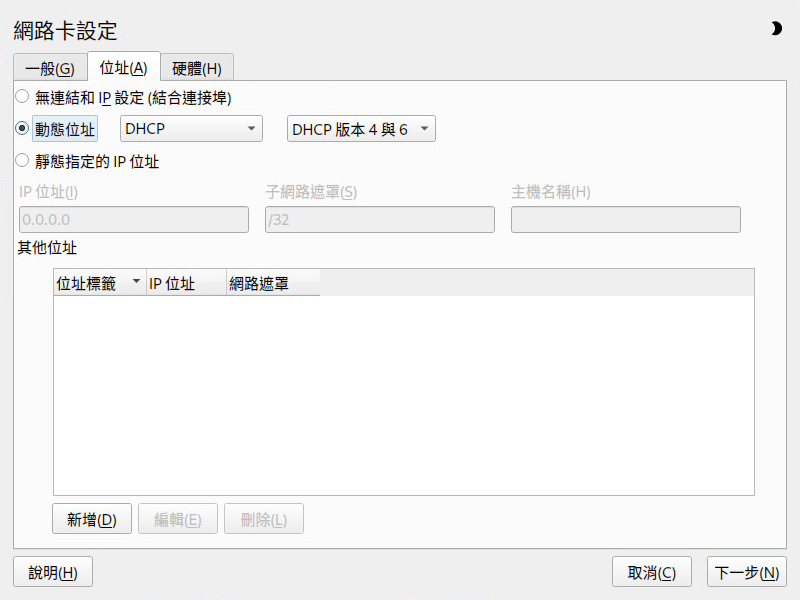 網路卡設定
一般(G) 位址(A) 硬體(H)
無連結和 IP 設定 (結合連接埠)
動態位址 DHCP DHCP 版本 4 與 6
靜態指定的 IP 位址
IP 位址(I) 子網路遮罩(S) 主機名稱(H)
0.0.0.0 /32
其他位址
位址標籤 IP 位址 網路遮罩
新增(D) 編輯(E) 刪除(L)
說明(H) 取消(C) 下一步(N)